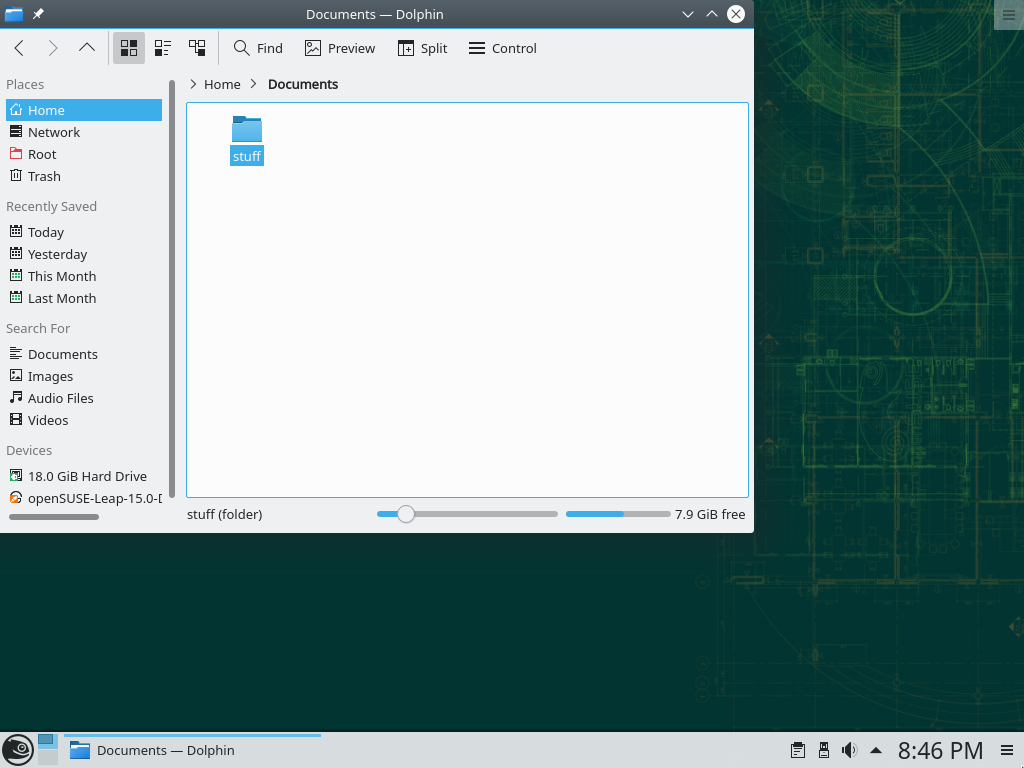 Documents — Dolphin
Find Preview Split Control
Places
Home
Network
Root
Trash
Recently Saved
Today
Yesterday
This Month
Last Month
Search For
Documents
Images
Audio Files
Videos
Devices
18.0 GiB Hard Drive
openSUSE-Leap-15.0-
Home Documents
stuff
stuff (folder) 7.9 GiB free
Documents — Dolphin 8:46 PM